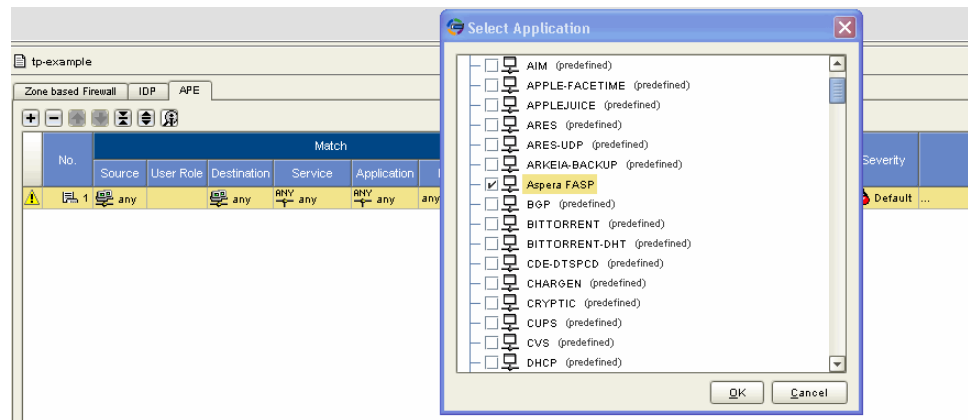 Select Application
tp-example
Zone based Firewall IDP APE
No.
Match
Source User Role Destination Service Application
Severity
1 any any ANY any ANY any any Default ...
AIM (predefined)
APPLE-FACETIME (predefined)
APPLEJUICE (predefined)
ARES (predefined)
ARES-UDP (predefined)
ARKEIA-BACKUP (predefined)
Aspera FASP
BGP (predefined)
BITTORRENT (predefined)
BITTORRENT-DHT (predefined)
CDE-DTSPCD (predefined)
CHARGEN (predefined)
CRYPTIC (predefined)
CUPS (predefined)
CVS (predefined)
DHCP (predefined)
OK Cancel